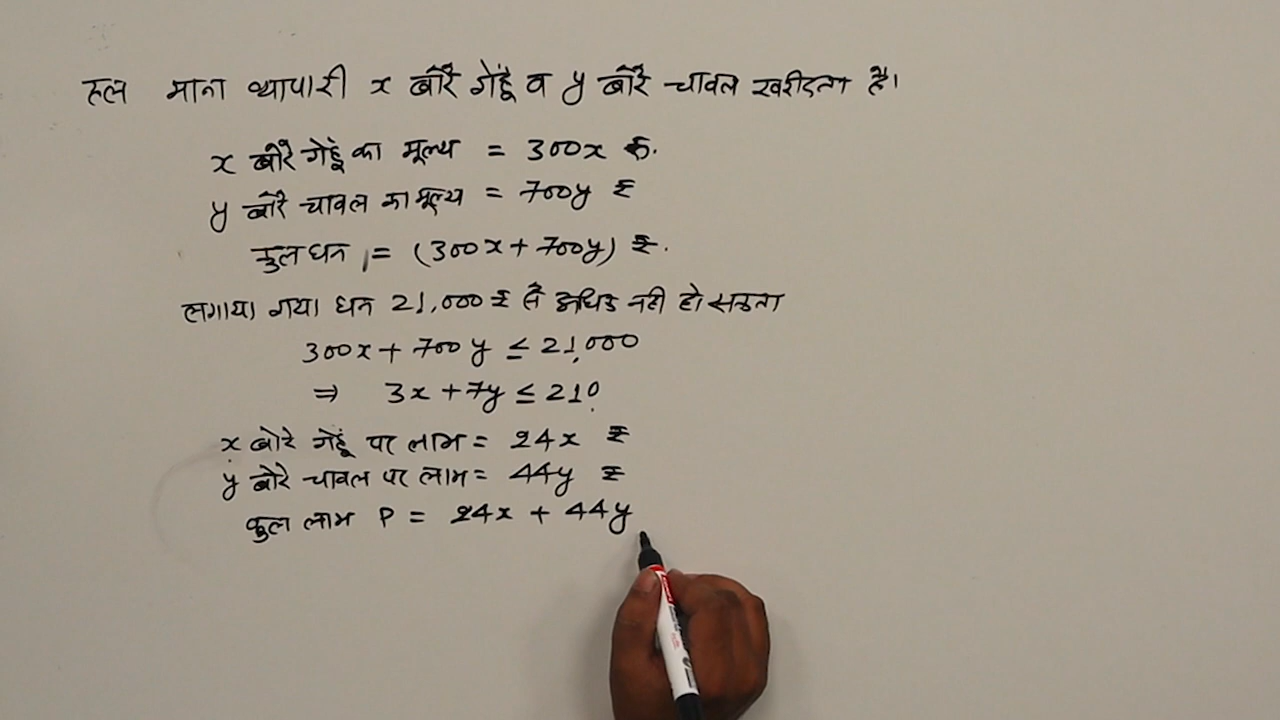 हल माना व्यापारी x बोरे गेहूं व y बोरे चावल खरीदता है।
x बोरे गेहूं का मूल्य = 300x रु.
y बोरे चावल का मूल्य = 700y ₹
कुल धन = (300x + 700y) ₹.
लगाया गया धन 21,000 ₹ से अधिक नही हो सकता
300x + 700y ≤ 21,000
⇒ 3x + 7y ≤ 210
x बोरे गेहूं पर लाभ = 24x ₹
y बोरे चावल पर लाभ = 44y ₹
कुल लाभ P = 24x + 44y